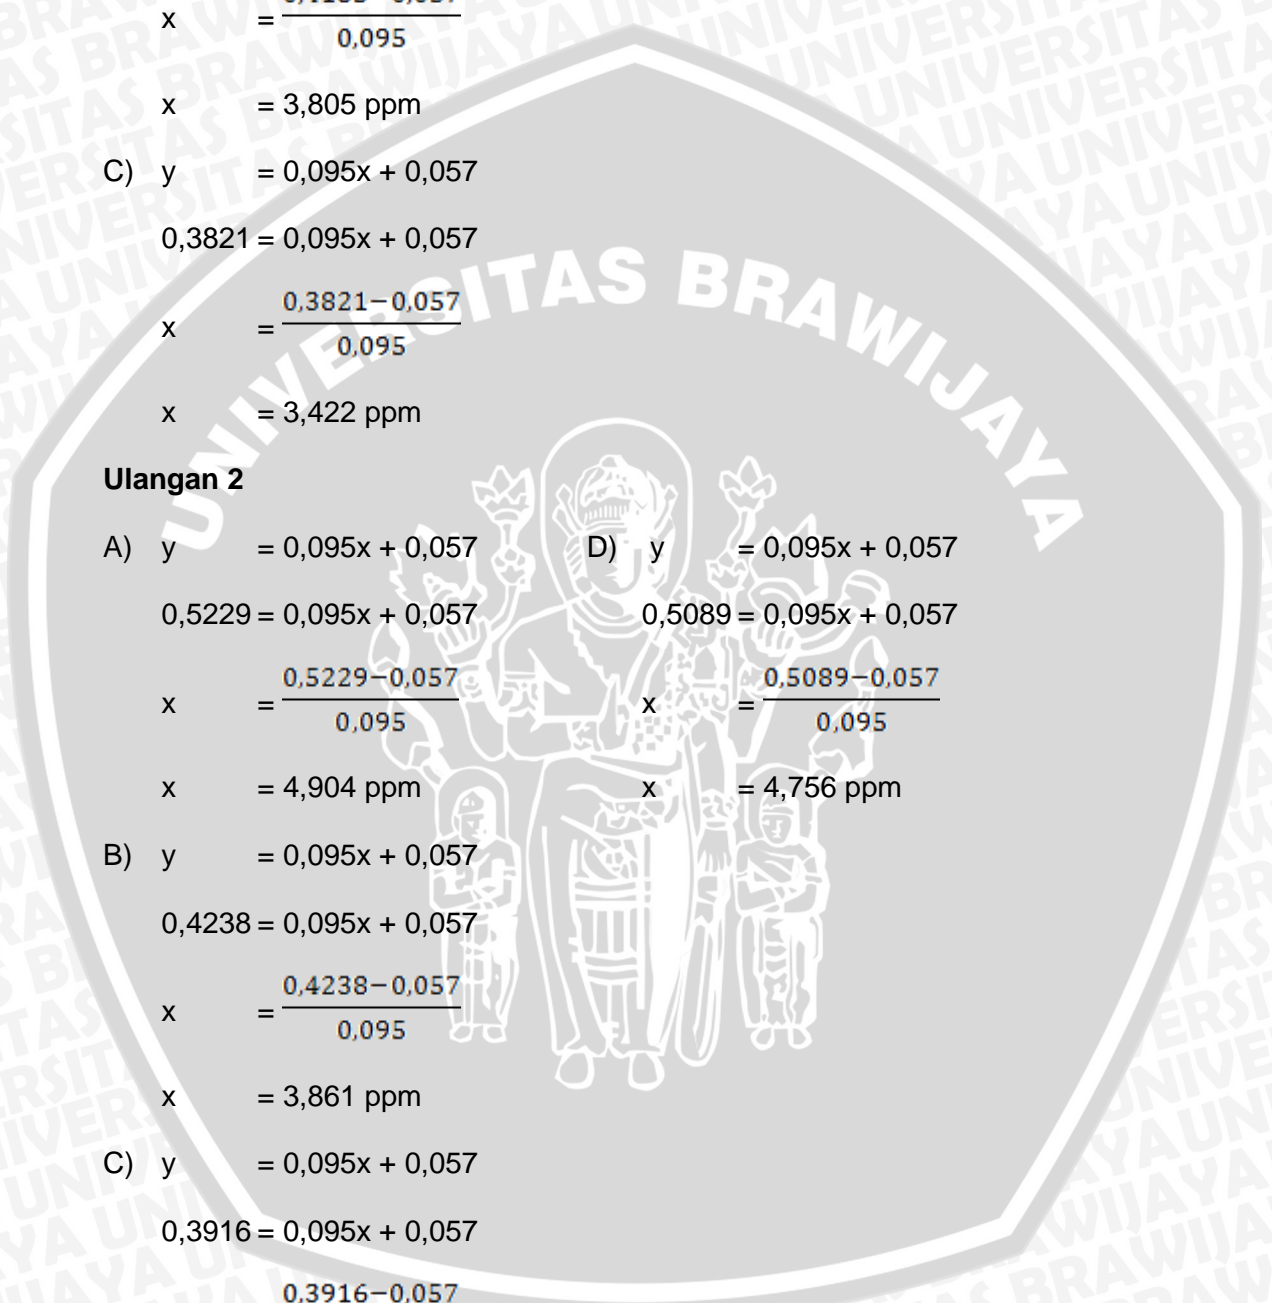 x = 0,095
x = 3,805 ppm
C) y = 0,095x + 0,057
0,3821 = 0,095x + 0,057
0,3821−0,057
x =
0,095
x = 3,422 ppm
UNIVERSITAS BRAWIJAYA
Ulangan 2
A) y = 0,095x + 0,057
0,5229 = 0,095x + 0,057
0,5229−0,057
x =
0,095
x = 4,904 ppm
B) y = 0,095x + 0,057
0,4238 = 0,095x + 0,057
0,4238−0,057
x =
0,095
x = 3,861 ppm
C) y = 0,095x + 0,057
0,3916 = 0,095x + 0,057
0,3916−0,057
D) y = 0,095x + 0,057
0,5089 = 0,095x + 0,057
0,5089−0,057
x =
0,095
x = 4,756 ppm